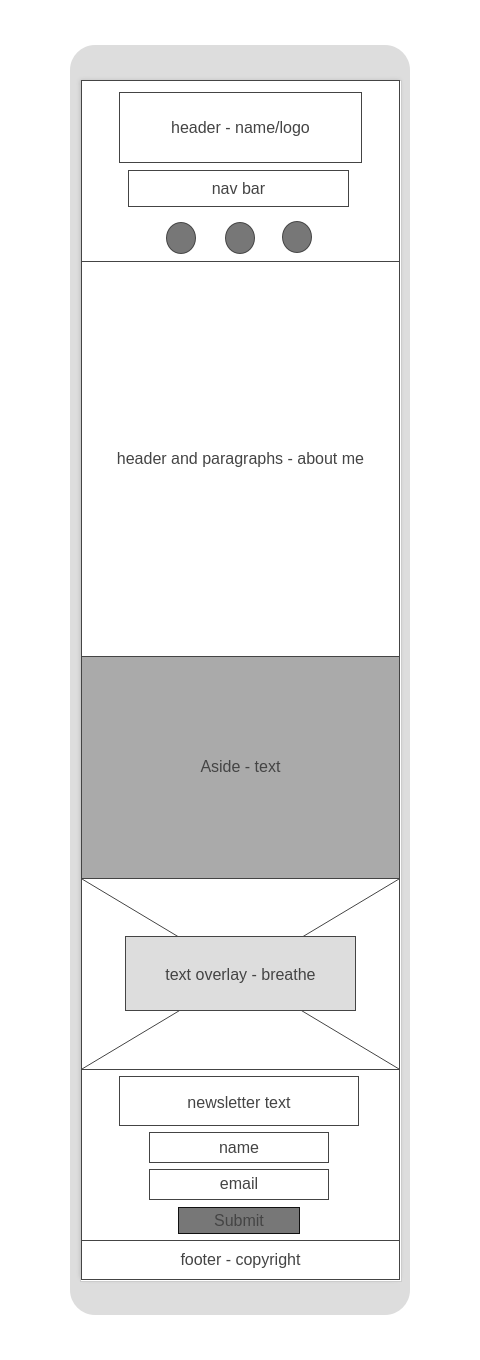 header - name/logo
nav bar
header and paragraphs - about me
Aside - text
text overlay - breathe
newsletter text
name
email
Submit
footer - copyright